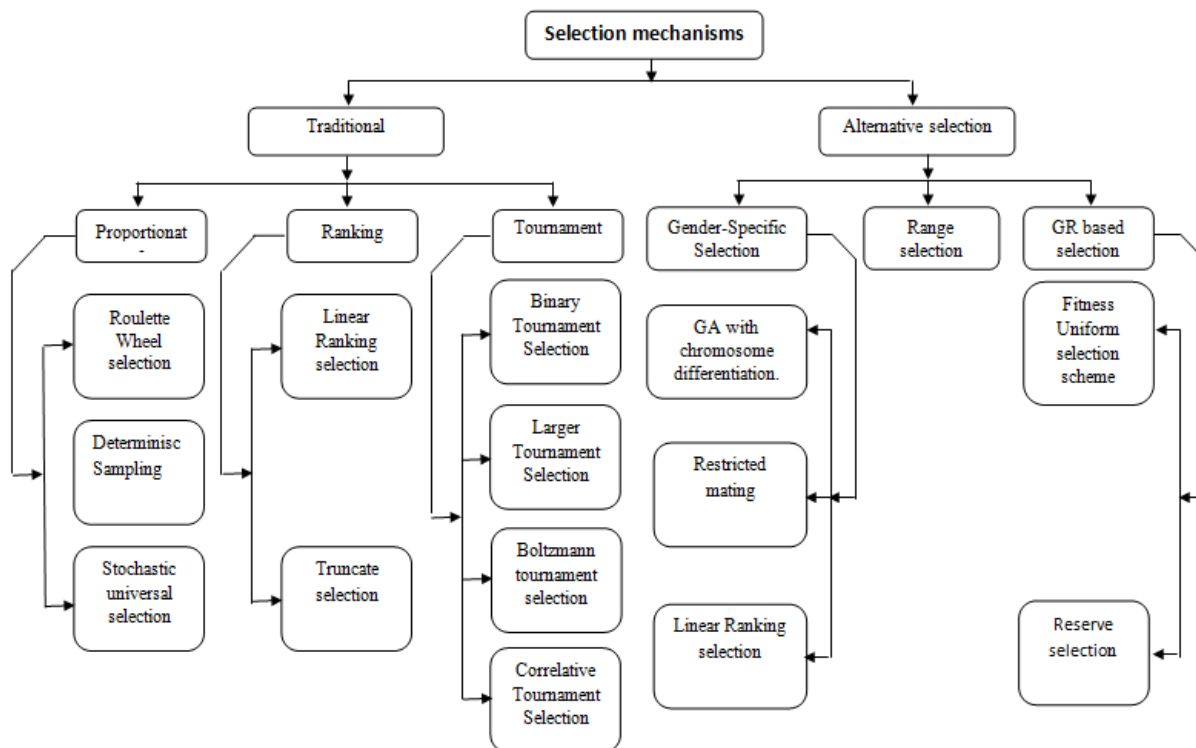 Selection mechanisms
Traditional
Alternative selection
Proportionat
-
Ranking
Tournament
Gender-Specific
Selection
Range
selection
GR based
selection
Roulette
Wheel
selection
Determinisc
Sampling
Stochastic
universal
selection
Linear
Ranking
selection
Truncate
selection
Binary
Tournament
Selection
Larger
Tournament
Selection
Boltzmann
tournament
selection
Correlative
Tournament
Selection
GA with
chromosome
differentiation.
Restricted
mating
Linear Ranking
selection
Fitness
Uniform
selection
scheme
Reserve
selection